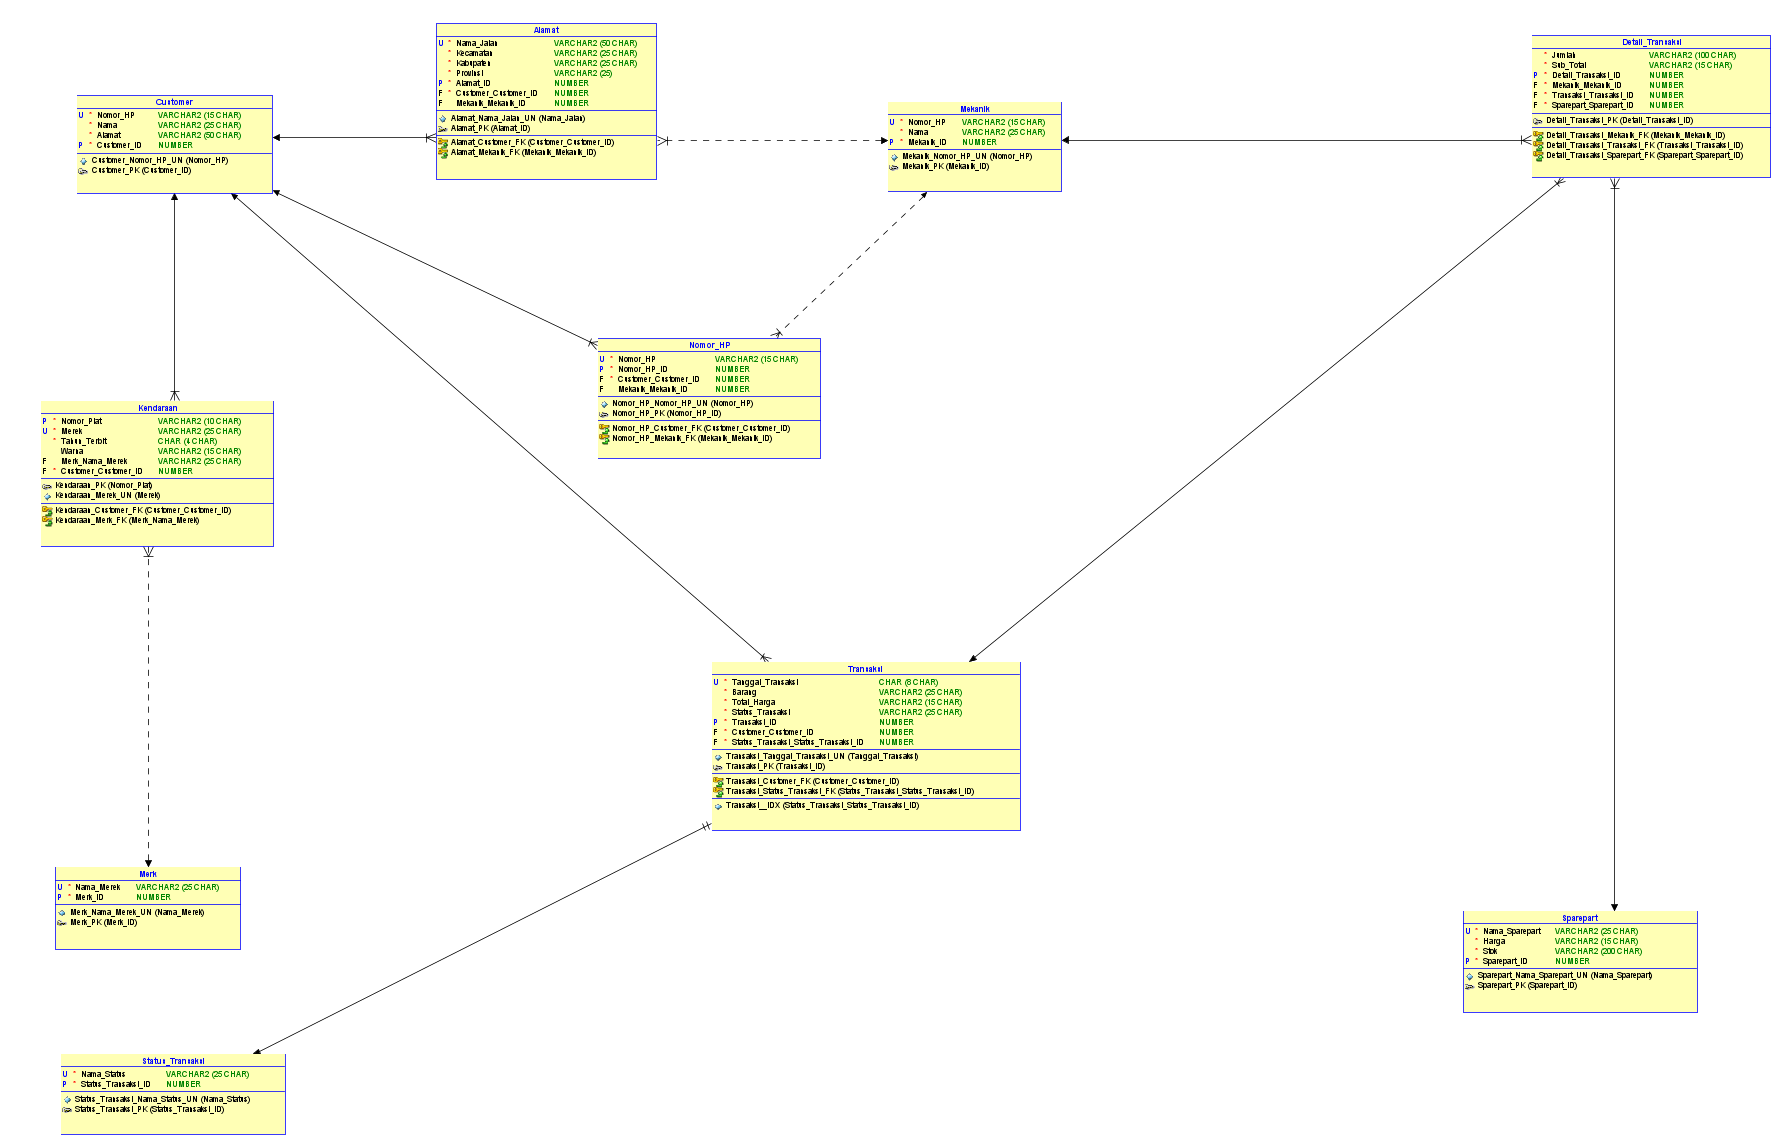 Alamat
U * Nama_Jalan VARCHAR2 (50 CHAR)
* Kecamatan VARCHAR2 (25 CHAR)
* Kabupaten VARCHAR2 (25 CHAR)
* Provinsi VARCHAR2 (25)
P * Alamat_ID NUMBER
F * Customer_Customer_ID NUMBER
F Mekanik_Mekanik_ID NUMBER
Alamat_Nama_Jalan_UN (Nama_Jalan)
Alamat_PK (Alamat_ID)
Alamat_Customer_FK (Customer_Customer_ID)
Alamat_Mekanik_FK (Mekanik_Mekanik_ID)
Detail_Transaksi
* Jumlah VARCHAR2 (100 CHAR)
* Sub_Total VARCHAR2 (15 CHAR)
P * Detail_Transaksi_ID NUMBER
F * Mekanik_Mekanik_ID NUMBER
F * Transaksi_Transaksi_ID NUMBER
F * Sparepart_Sparepart_ID NUMBER
Detail_Transaksi_PK (Detail_Transaksi_ID)
Detail_Transaksi_Mekanik_FK (Mekanik_Mekanik_ID)
Detail_Transaksi_Transaksi_FK (Transaksi_Transaksi_ID)
Detail_Transaksi_Sparepart_FK (Sparepart_Sparepart_ID)
Customer
U * Nomor_HP VARCHAR2 (15 CHAR)
* Nama VARCHAR2 (25 CHAR)
* Alamat VARCHAR2 (50 CHAR)
P * Customer_ID NUMBER
Customer_Nomor_HP_UN (Nomor_HP)
Customer_PK (Customer_ID)
Mekanik
U * Nomor_HP VARCHAR2 (15 CHAR)
* Nama VARCHAR2 (25 CHAR)
P * Mekanik_ID NUMBER
Mekanik_Nomor_HP_UN (Nomor_HP)
Mekanik_PK (Mekanik_ID)
Nomor_HP
U * Nomor_HP VARCHAR2 (15 CHAR)
P * Nomor_HP_ID NUMBER
F * Customer_Customer_ID NUMBER
F Mekanik_Mekanik_ID NUMBER
Nomor_HP_Nomor_HP_UN (Nomor_HP)
Nomor_HP_PK (Nomor_HP_ID)
Nomor_HP_Customer_FK (Customer_Customer_ID)
Nomor_HP_Mekanik_FK (Mekanik_Mekanik_ID)
Kendaraan
P * Nomor_Plat VARCHAR2 (10 CHAR)
U * Merek VARCHAR2 (25 CHAR)
* Tahun_Terbit CHAR (4 CHAR)
Warna VARCHAR2 (15 CHAR)
F Merk_Nama_Merek VARCHAR2 (25 CHAR)
F * Customer_Customer_ID NUMBER
Kendaraan_PK (Nomor_Plat)
Kendaraan_Merek_UN (Merek)
Kendaraan_Customer_FK (Customer_Customer_ID)
Kendaraan_Merk_FK (Merk_Nama_Merek)
Transaksi
U * Tanggal_Transaksi CHAR (8 CHAR)
* Barang VARCHAR2 (25 CHAR)
* Total_Harga VARCHAR2 (15 CHAR)
* Status_Transaksi VARCHAR2 (25 CHAR)
P * Transaksi_ID NUMBER
F * Customer_Customer_ID NUMBER
F * Status_Transaksi_Status_Transaksi_ID NUMBER
Transaksi_Tanggal_Transaksi_UN (Tanggal_Transaksi)
Transaksi_PK (Transaksi_ID)
Transaksi_Customer_FK (Customer_Customer_ID)
Transaksi_Status_Transaksi_FK (Status_Transaksi_Status_Transaksi_ID)
Transaksi__IDX (Status_Transaksi_Status_Transaksi_ID)
Merk
U * Nama_Merek VARCHAR2 (25 CHAR)
P * Merk_ID NUMBER
Merk_Nama_Merek_UN (Nama_Merek)
Merk_PK (Merk_ID)
Sparepart
U * Nama_Sparepart VARCHAR2 (25 CHAR)
* Harga VARCHAR2 (15 CHAR)
* Stok VARCHAR2 (200 CHAR)
P * Sparepart_ID NUMBER
Sparepart_Nama_Sparepart_UN (Nama_Sparepart)
Sparepart_PK (Sparepart_ID)
Status_Transaksi
U * Nama_Status VARCHAR2 (25 CHAR)
P * Status_Transaksi_ID NUMBER
Status_Transaksi_Nama_Status_UN (Nama_Status)
Status_Transaksi_PK (Status_Transaksi_ID)